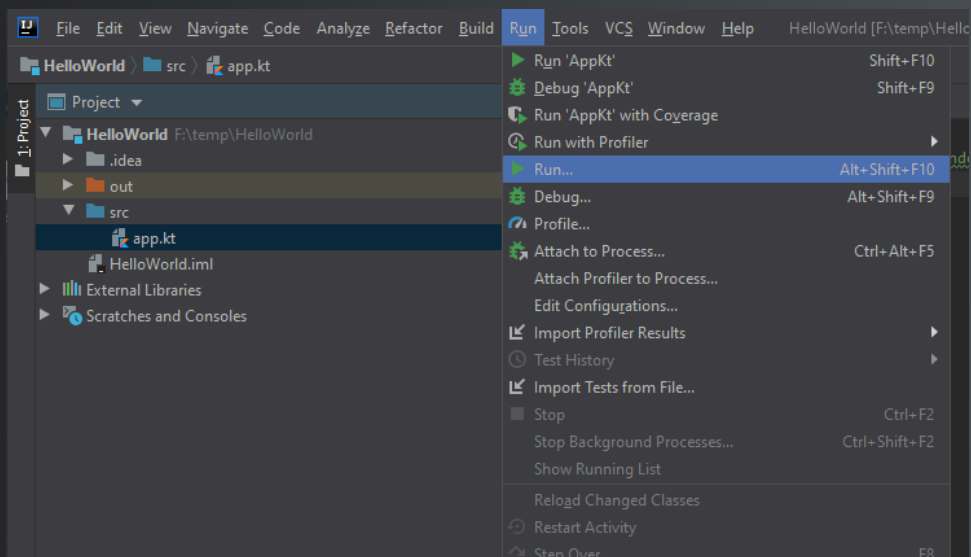 IJ File Edit View Navigate Code Analyze Refactor Build Run Tools VCS Window Help HelloWorld [F:\temp\Hello
HelloWorld src app.kt
1: Project
Project
HelloWorld F:\temp\HelloWorld
.idea
out
src
app.kt
HelloWorld.iml
External Libraries
Scratches and Consoles
Run 'AppKt' Shift+F10
Debug 'AppKt' Shift+F9
Run 'AppKt' with Coverage
Run with Profiler
Run... Alt+Shift+F10
Debug... Alt+Shift+F9
Profile...
Attach to Process... Ctrl+Alt+F5
Attach Profiler to Process...
Edit Configurations...
Import Profiler Results
Test History
Import Tests from File...
Stop Ctrl+F2
Stop Background Processes... Ctrl+Shift+F2
Show Running List
Reload Changed Classes
Restart Activity
Step Over F8